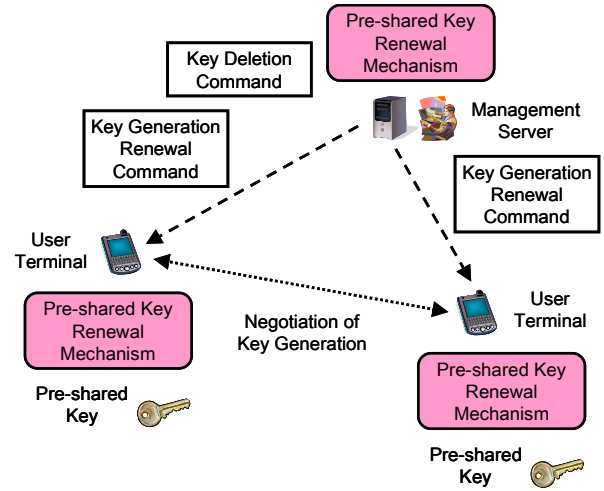 Pre-shared Key
Renewal
Mechanism
Key Deletion
Command
Key Generation
Renewal
Command
Management
Server
Key Generation
Renewal
Command
User
Terminal
User
Terminal
Pre-shared Key
Renewal
Mechanism
Negotiation of
Key Generation
Pre-shared Key
Renewal
Mechanism
Pre-shared
Key
Pre-shared
Key